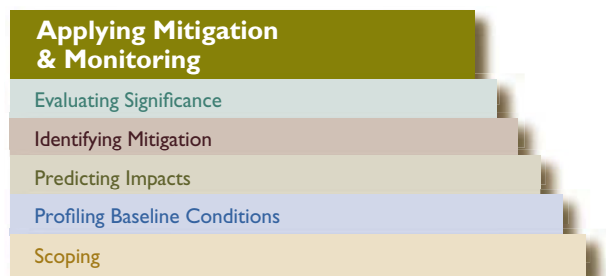 Applying Mitigation
& Monitoring
Evaluating Significance
Identifying Mitigation
Predicting Impacts
Profiling Baseline Conditions
Scoping